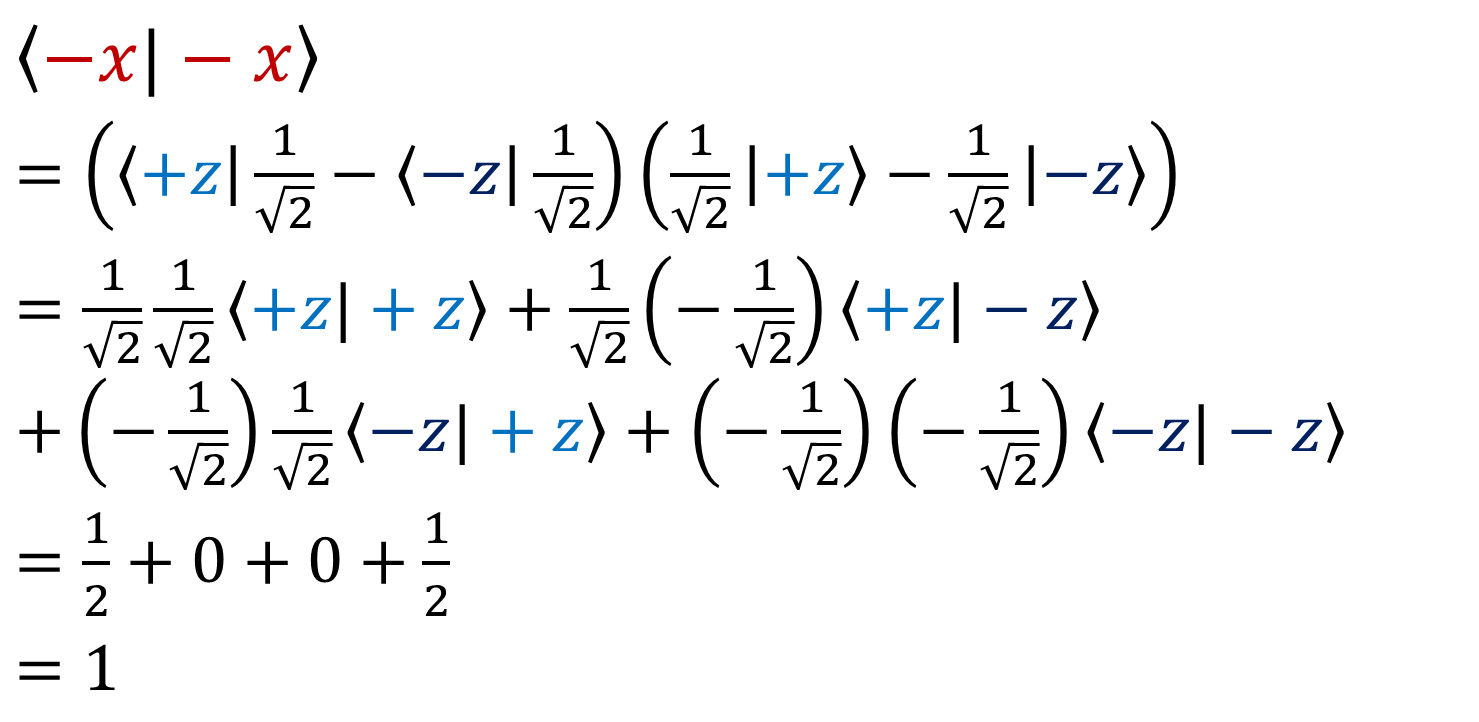 ⟨−x| − x⟩
= (⟨+z| 1/√2 − ⟨−z| 1/√2) (1/√2 |+z⟩ − 1/√2 |−z⟩)
= 1/√2 1/√2 ⟨+z| + z⟩ + 1/√2 (− 1/√2) ⟨+z| − z⟩
+ (− 1/√2) 1/√2 ⟨−z| + z⟩ + (− 1/√2) (− 1/√2) ⟨−z| − z⟩
= 1/2 + 0 + 0 + 1/2
= 1